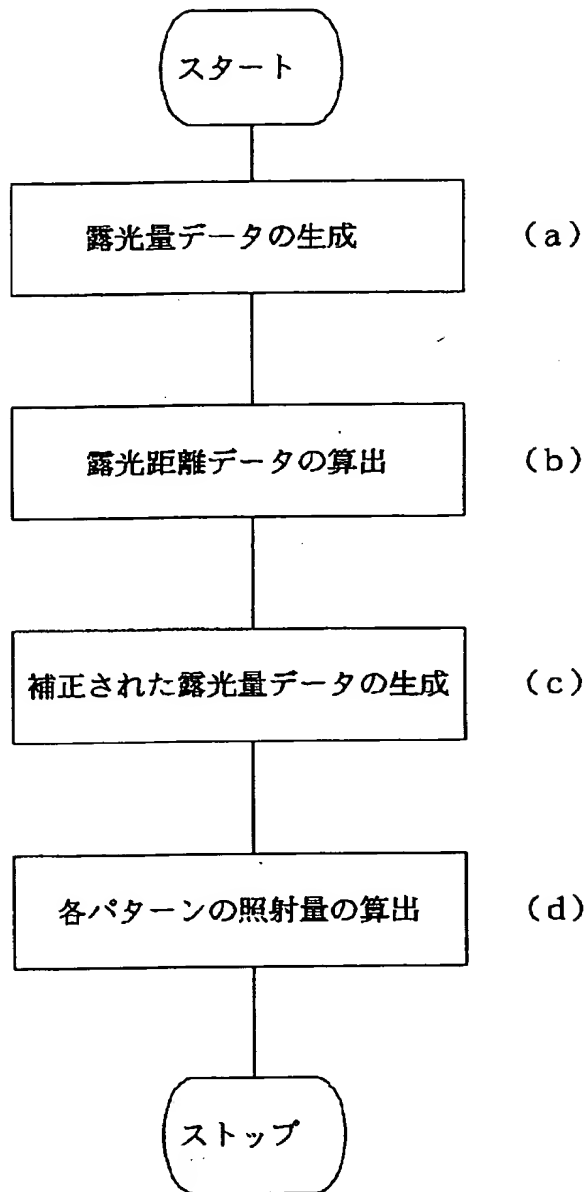 スタート
露光量データの生成 (a)
露光距離データの算出 (b)
補正された露光量データの生成 (c)
各パターンの照射量の算出 (d)
ストップ